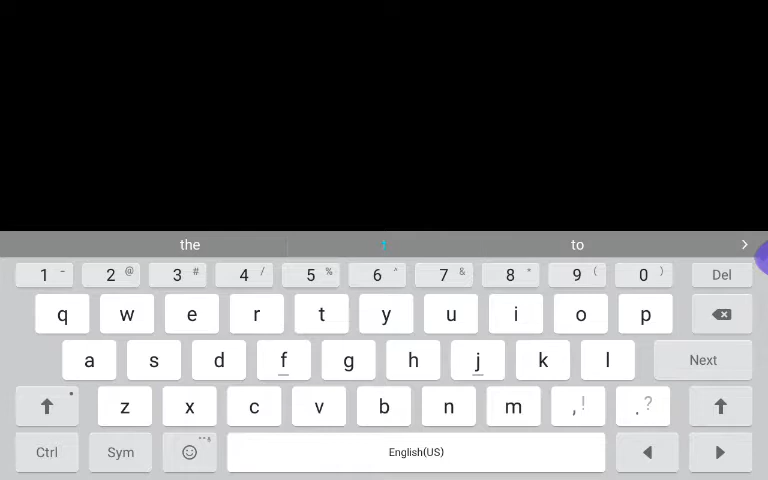 the to >
1 - 2 @ 3 # 4 / 5 % 6 ^ 7 & 8 * 9 ( 0 ) Del
q w e r t y u i o p
a s d f g h j k l Next
z x c v b n m , ! . ?
Ctrl Sym English(US)